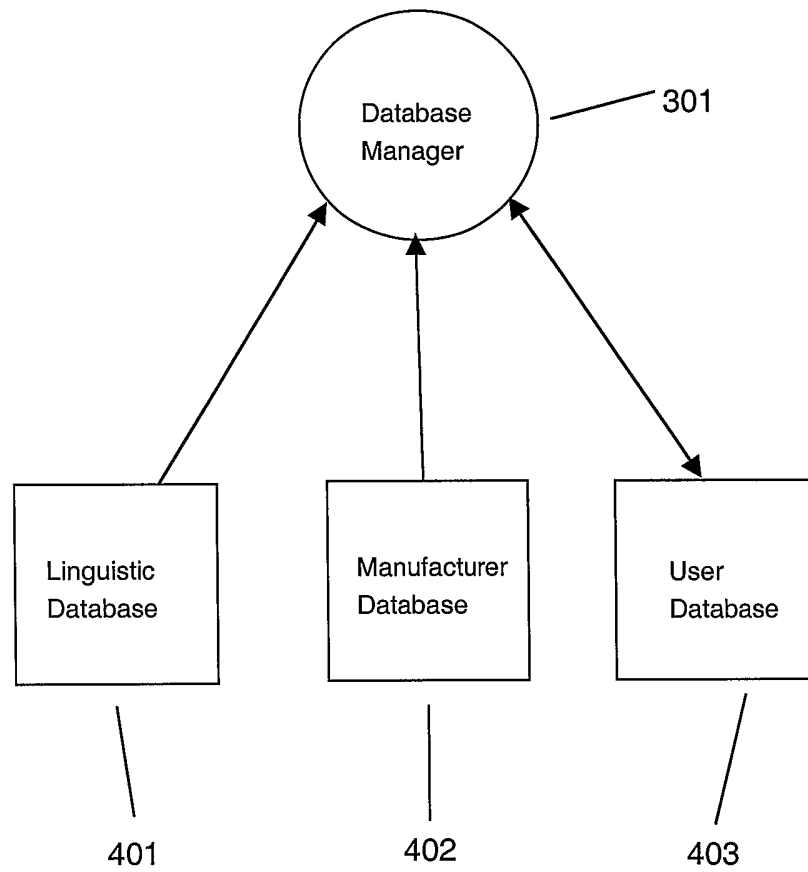 Database
Manager
301
Linguistic
Database
Manufacturer
Database
User
Database
401
402
403